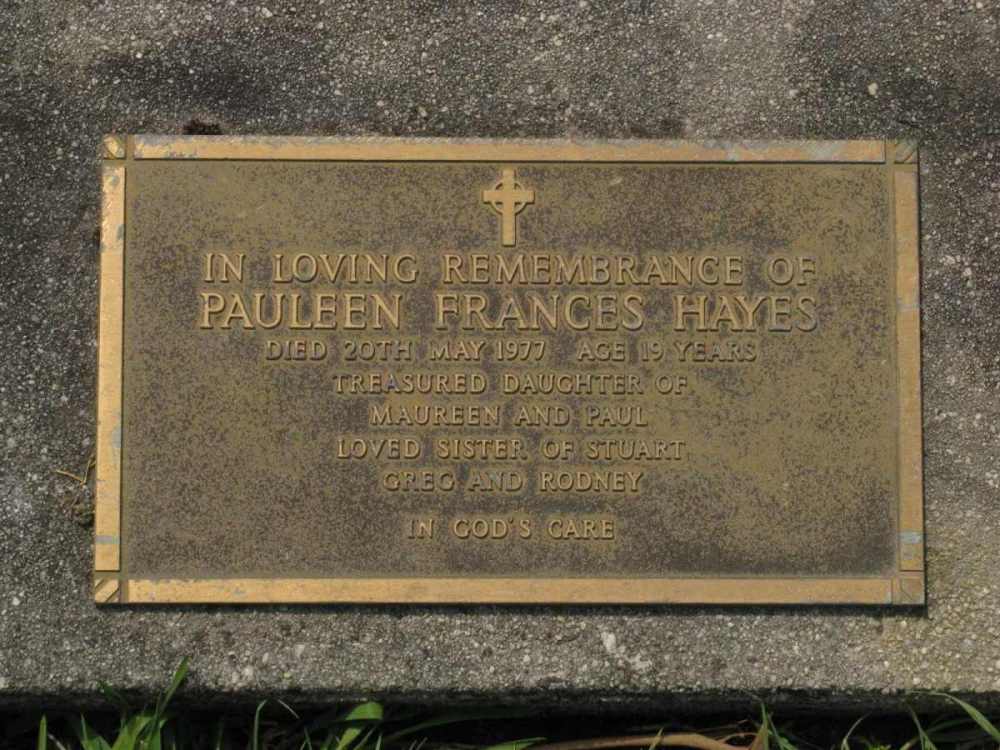 IN LOVING REMEMBRANCE OF
PAULEEN FRANCES HAYES
DIED 20TH MAY 1977 AGE 19 YEARS
TREASURED DAUGHTER OF
MAUREEN AND PAUL
LOVED SISTER OF STUART
GREG AND RODNEY
IN GOD'S CARE